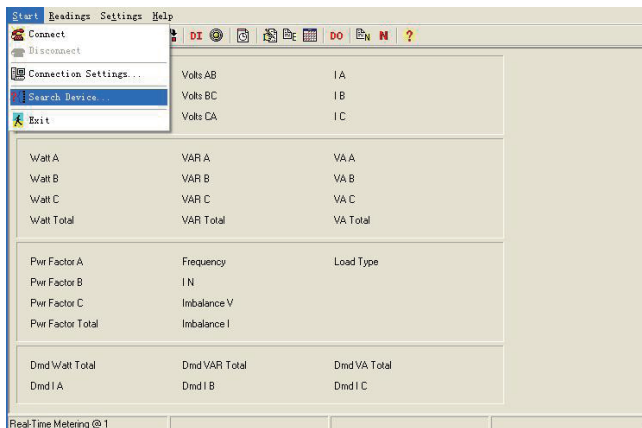 Start Readings Settings Help
Connect
DI DO N ?
Disconnect
Connection Settings...
Volts AB I A
Search Device...
Volts BC I B
Exit
Volts CA I C
Watt A VAR A VA A
Watt B VAR B VA B
Watt C VAR C VA C
Watt Total VAR Total VA Total
Pwr Factor A Frequency Load Type
Pwr Factor B I N
Pwr Factor C Imbalance V
Pwr Factor Total Imbalance I
Dmd Watt Total Dmd VAR Total Dmd VA Total
Dmd I A Dmd I B Dmd I C
Real-Time Metering @ 1